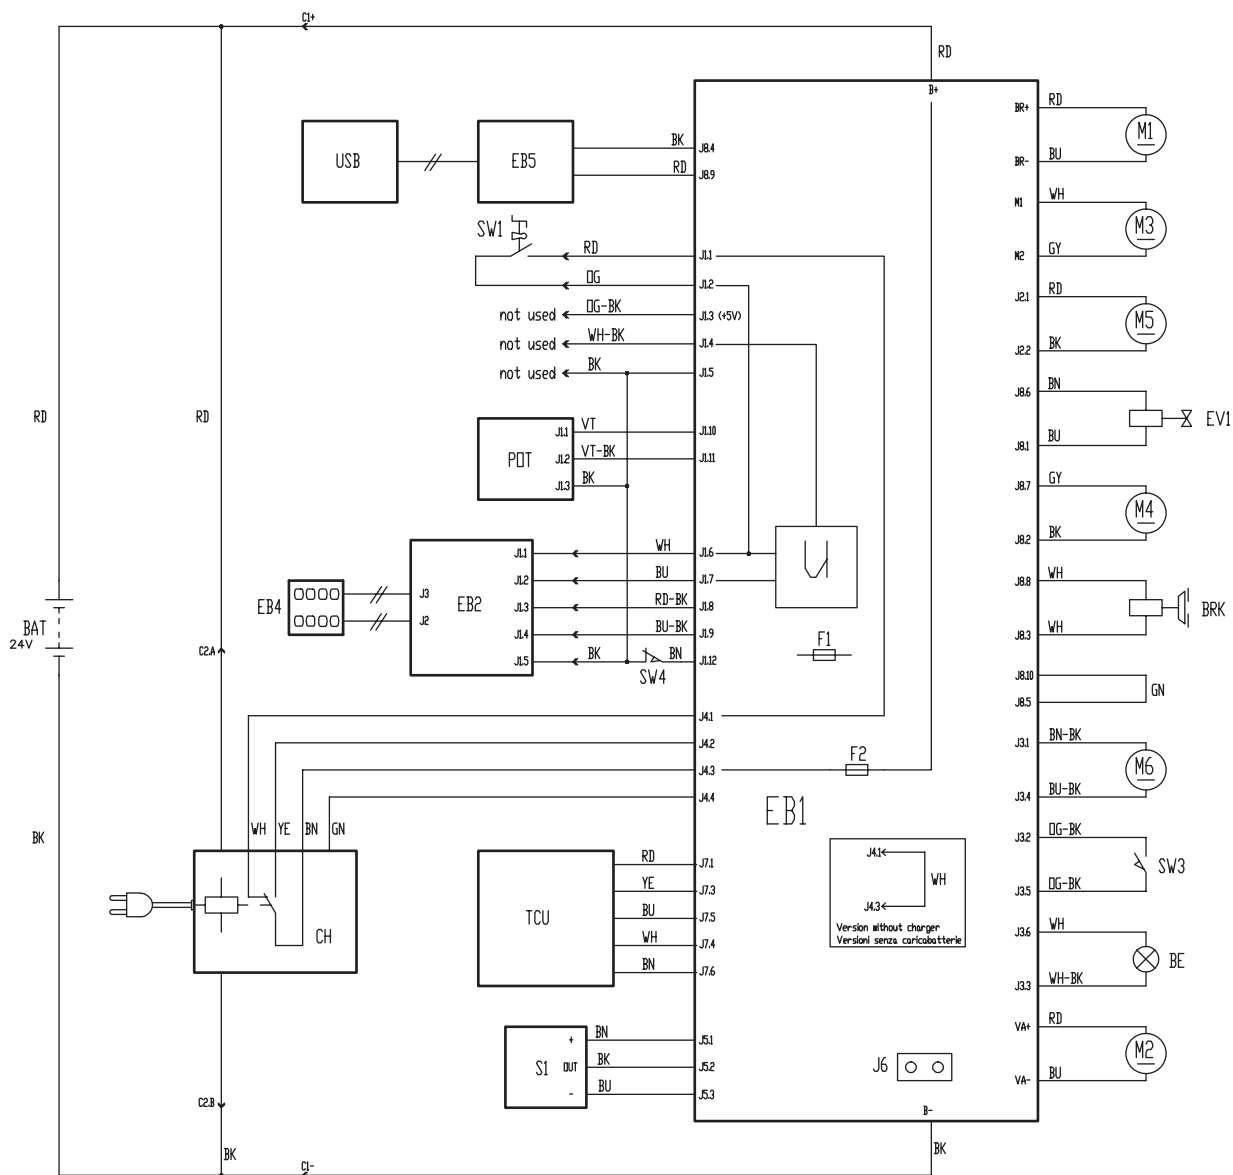 C1+
RD
B+
BR+ RD
M1
BR- BU
M1 WH
M3
M2 GY
J2.1 RD
M5
J2.2 BK
J8.6 BN
EV1
J8.1 BU
J8.7 GY
M4
J8.2 BK
J8.8 WH
BRK
J8.3 WH
J8.10
GN
J8.5
J3.1 BN-BK
M6
J3.4 BU-BK
J3.2 OG-BK
SW3
J3.5 OG-BK
J3.6 WH
BE
J3.3 WH-BK
VA+ RD
M2
VA- BU
USB
EB5
BK J8.4
RD J8.9
SW1
RD J1.1
OG J1.2
not used OG-BK J1.3 (+5V)
not used WH-BK J1.4
not used BK J1.5
POT
J1.1 VT J1.10
J1.2 VT-BK J1.11
J1.3 BK
EB4
J3
J2
EB2
J1.1 WH J1.6
J1.2 BU J1.7
J1.3 RD-BK J1.8
J1.4 BU-BK J1.9
J1.5 BK BN J1.12
SW4
F1
RD
RD
BAT
24V
C2.A
BK
J4.1
J4.2
J4.3
J4.4
F2
EB1
WH YE BN GN
CH
TCU
RD J7.1
YE J7.3
BU J7.5
WH J7.4
BN J7.6
J4.1
WH
J4.3
Version without charger
Versioni senza caricabatterie
S1
+ BN J5.1
OUT BK J5.2
- BU J5.3
J6
C2.B
B-
BK
BK
C1-